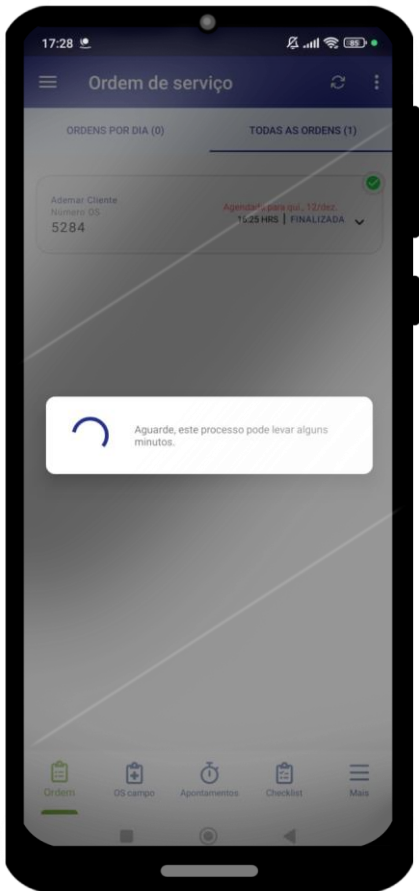 17:28
85
Ordem de serviço
ORDENS POR DIA (0)
TODAS AS ORDENS (1)
Ademar Cliente
Número OS
5284
Agendada para qui., 12/dez,
16:25 HRS | FINALIZADA
Aguarde, este processo pode levar alguns
minutos.
Ordem
OS campo
Apontamentos
Checklist
Mais